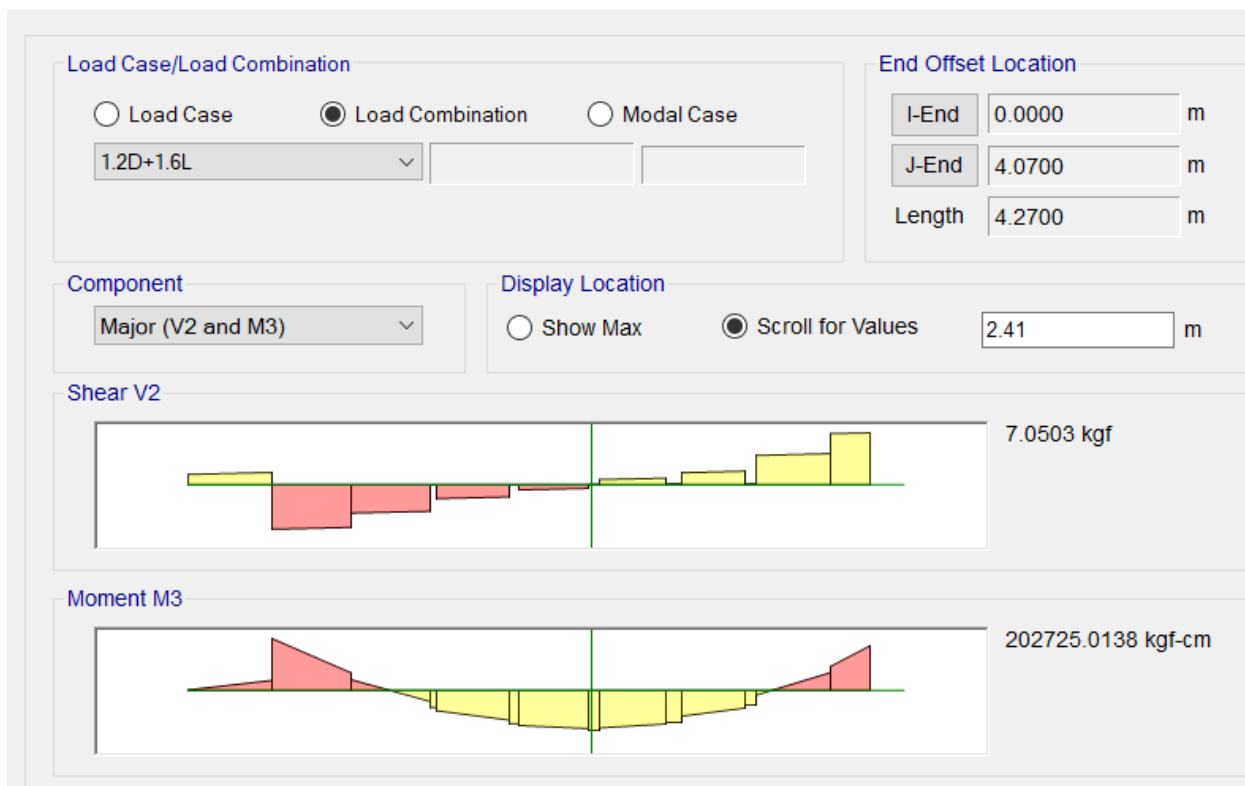 Load Case/Load Combination
Load Case Load Combination Modal Case
1.2D+1.6L
End Offset Location
I-End 0.0000 m
J-End 4.0700 m
Length 4.2700 m
Component
Major (V2 and M3)
Display Location
Show Max Scroll for Values 2.41 m
Shear V2
7.0503 kgf
Moment M3
202725.0138 kgf-cm